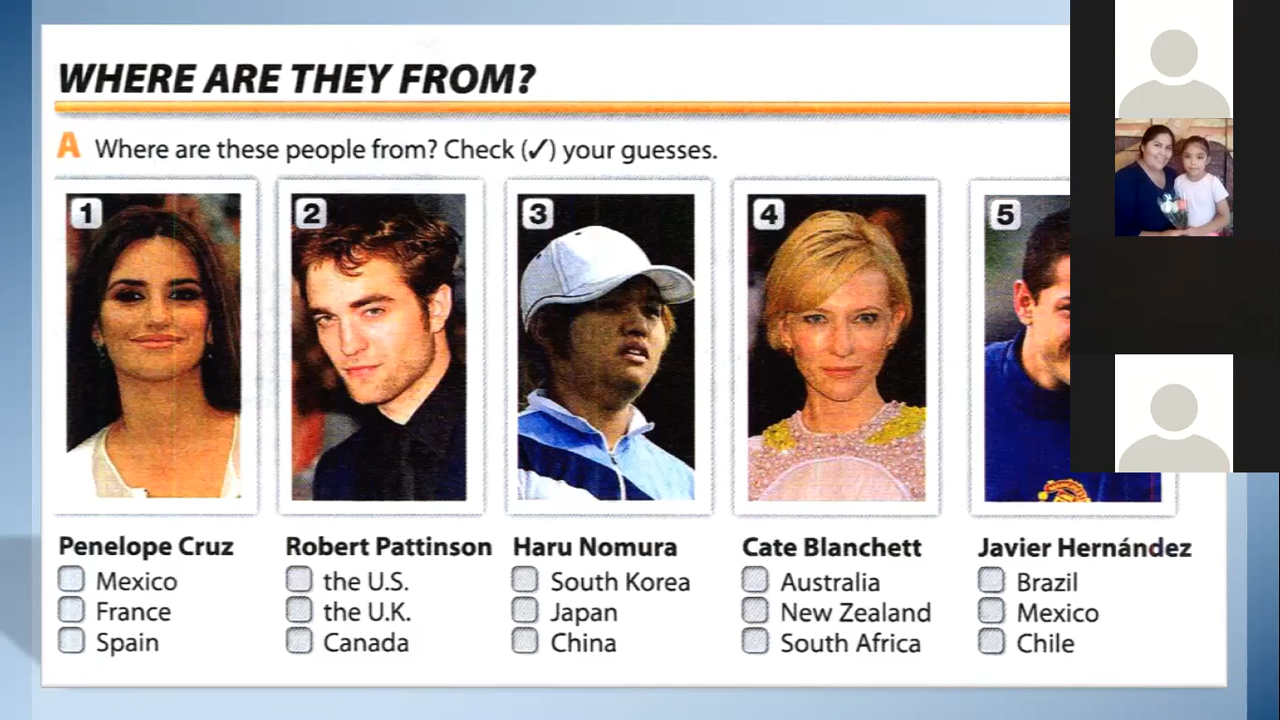 WHERE ARE THEY FROM?
A Where are these people from? Check (✓) your guesses.
1
2
3
4
5
Penelope Cruz
Mexico
France
Spain
Robert Pattinson
the U.S.
the U.K.
Canada
Haru Nomura
South Korea
Japan
China
Cate Blanchett
Australia
New Zealand
South Africa
Javier Hernández
Brazil
Mexico
Chile